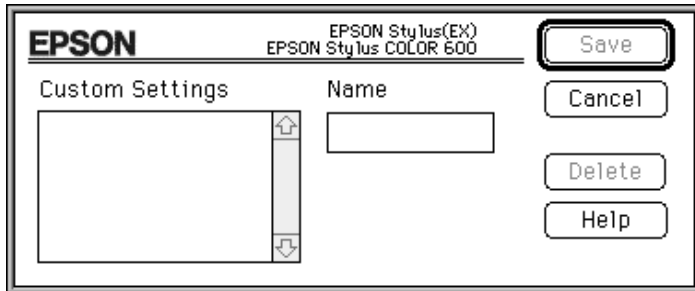 EPSON
EPSON Stylus(EX)
EPSON Stylus COLOR 600
Save
Custom Settings
Name
Cancel
Delete
Help